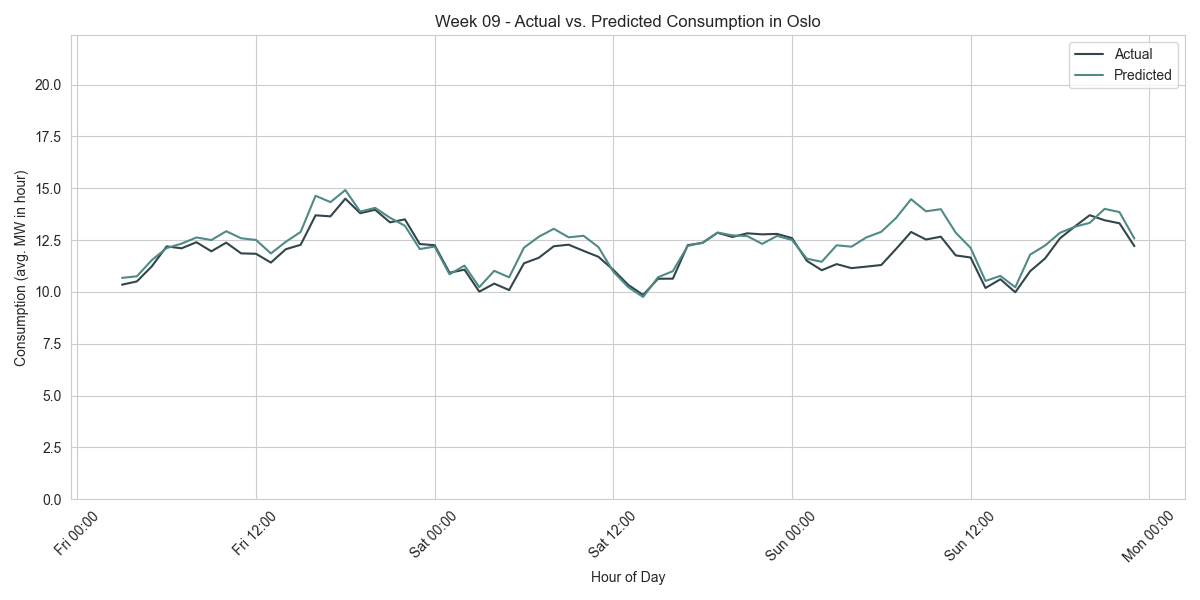 Week 09 - Actual vs. Predicted Consumption in Oslo
Actual
Predicted
Consumption (avg. MW in hour)
20.0
17.5
15.0
12.5
10.0
7.5
5.0
2.5
0.0
Fri 00:00
Fri 12:00
Sat 00:00
Sat 12:00
Sun 00:00
Sun 12:00
Mon 00:00
Hour of Day